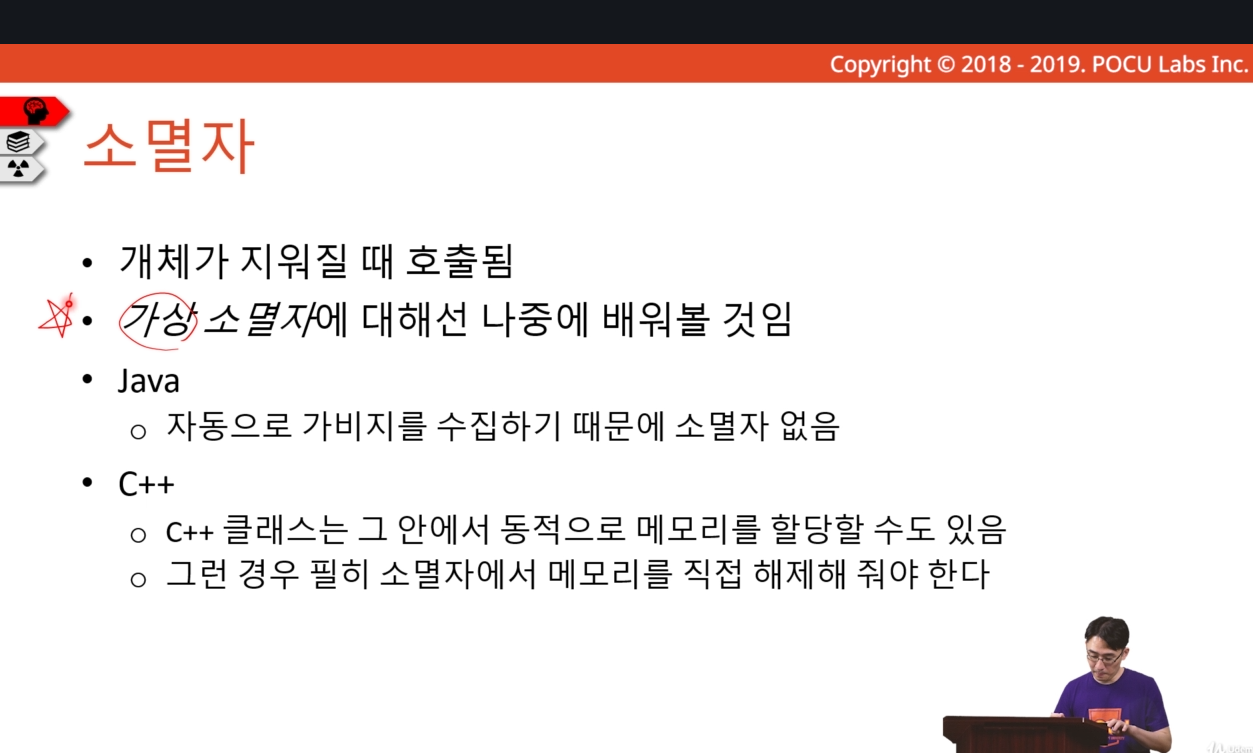 Copyright © 2018 - 2019. POCU Labs Inc.
소멸자
• 개체가 지워질 때 호출됨
• 가상 소멸자에 대해선 나중에 배워볼 것임
• Java
o 자동으로 가비지를 수집하기 때문에 소멸자 없음
• C++
o C++ 클래스는 그 안에서 동적으로 메모리를 할당할 수도 있음
o 그런 경우 필히 소멸자에서 메모리를 직접 해제해 줘야 한다